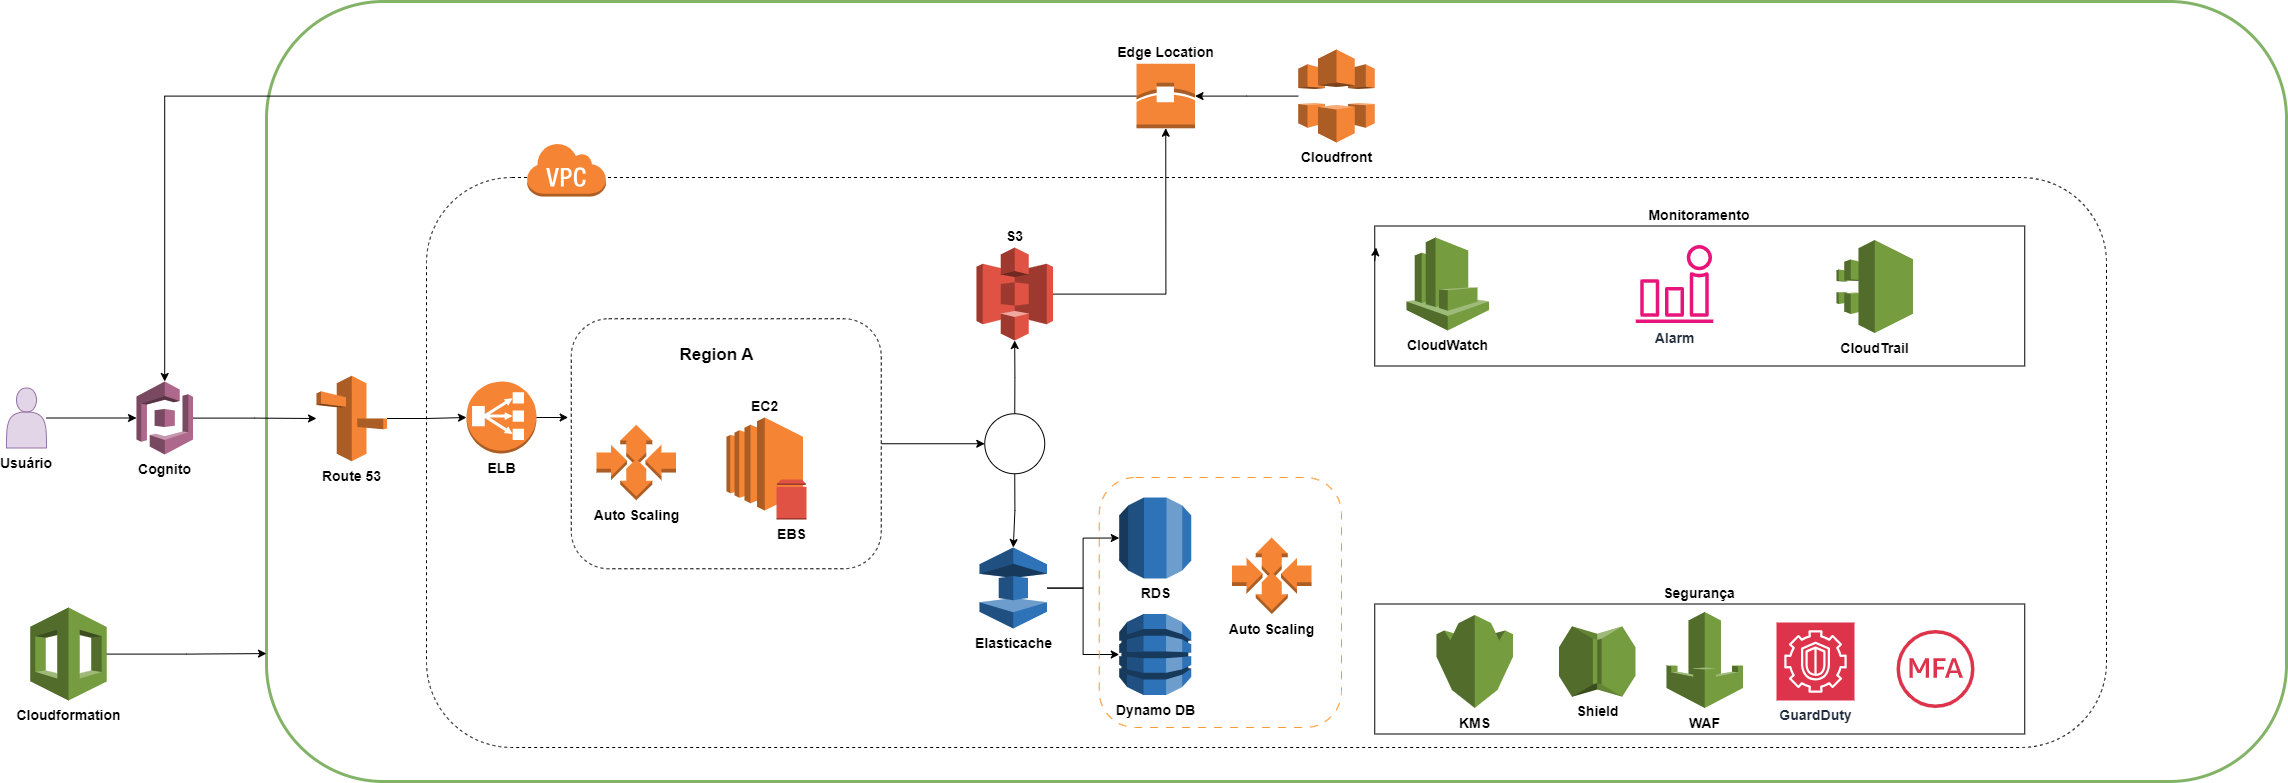 Edge Location
Cloudfront
VPC
Monitoramento
S3
CloudWatch
Alarm
CloudTrail
Region A
EC2
Usuário
Cognito
Route 53
ELB
Auto Scaling
EBS
Segurança
RDS
Auto Scaling
Elasticache
Dynamo DB
Cloudformation
KMS
Shield
WAF
GuardDuty
MFA